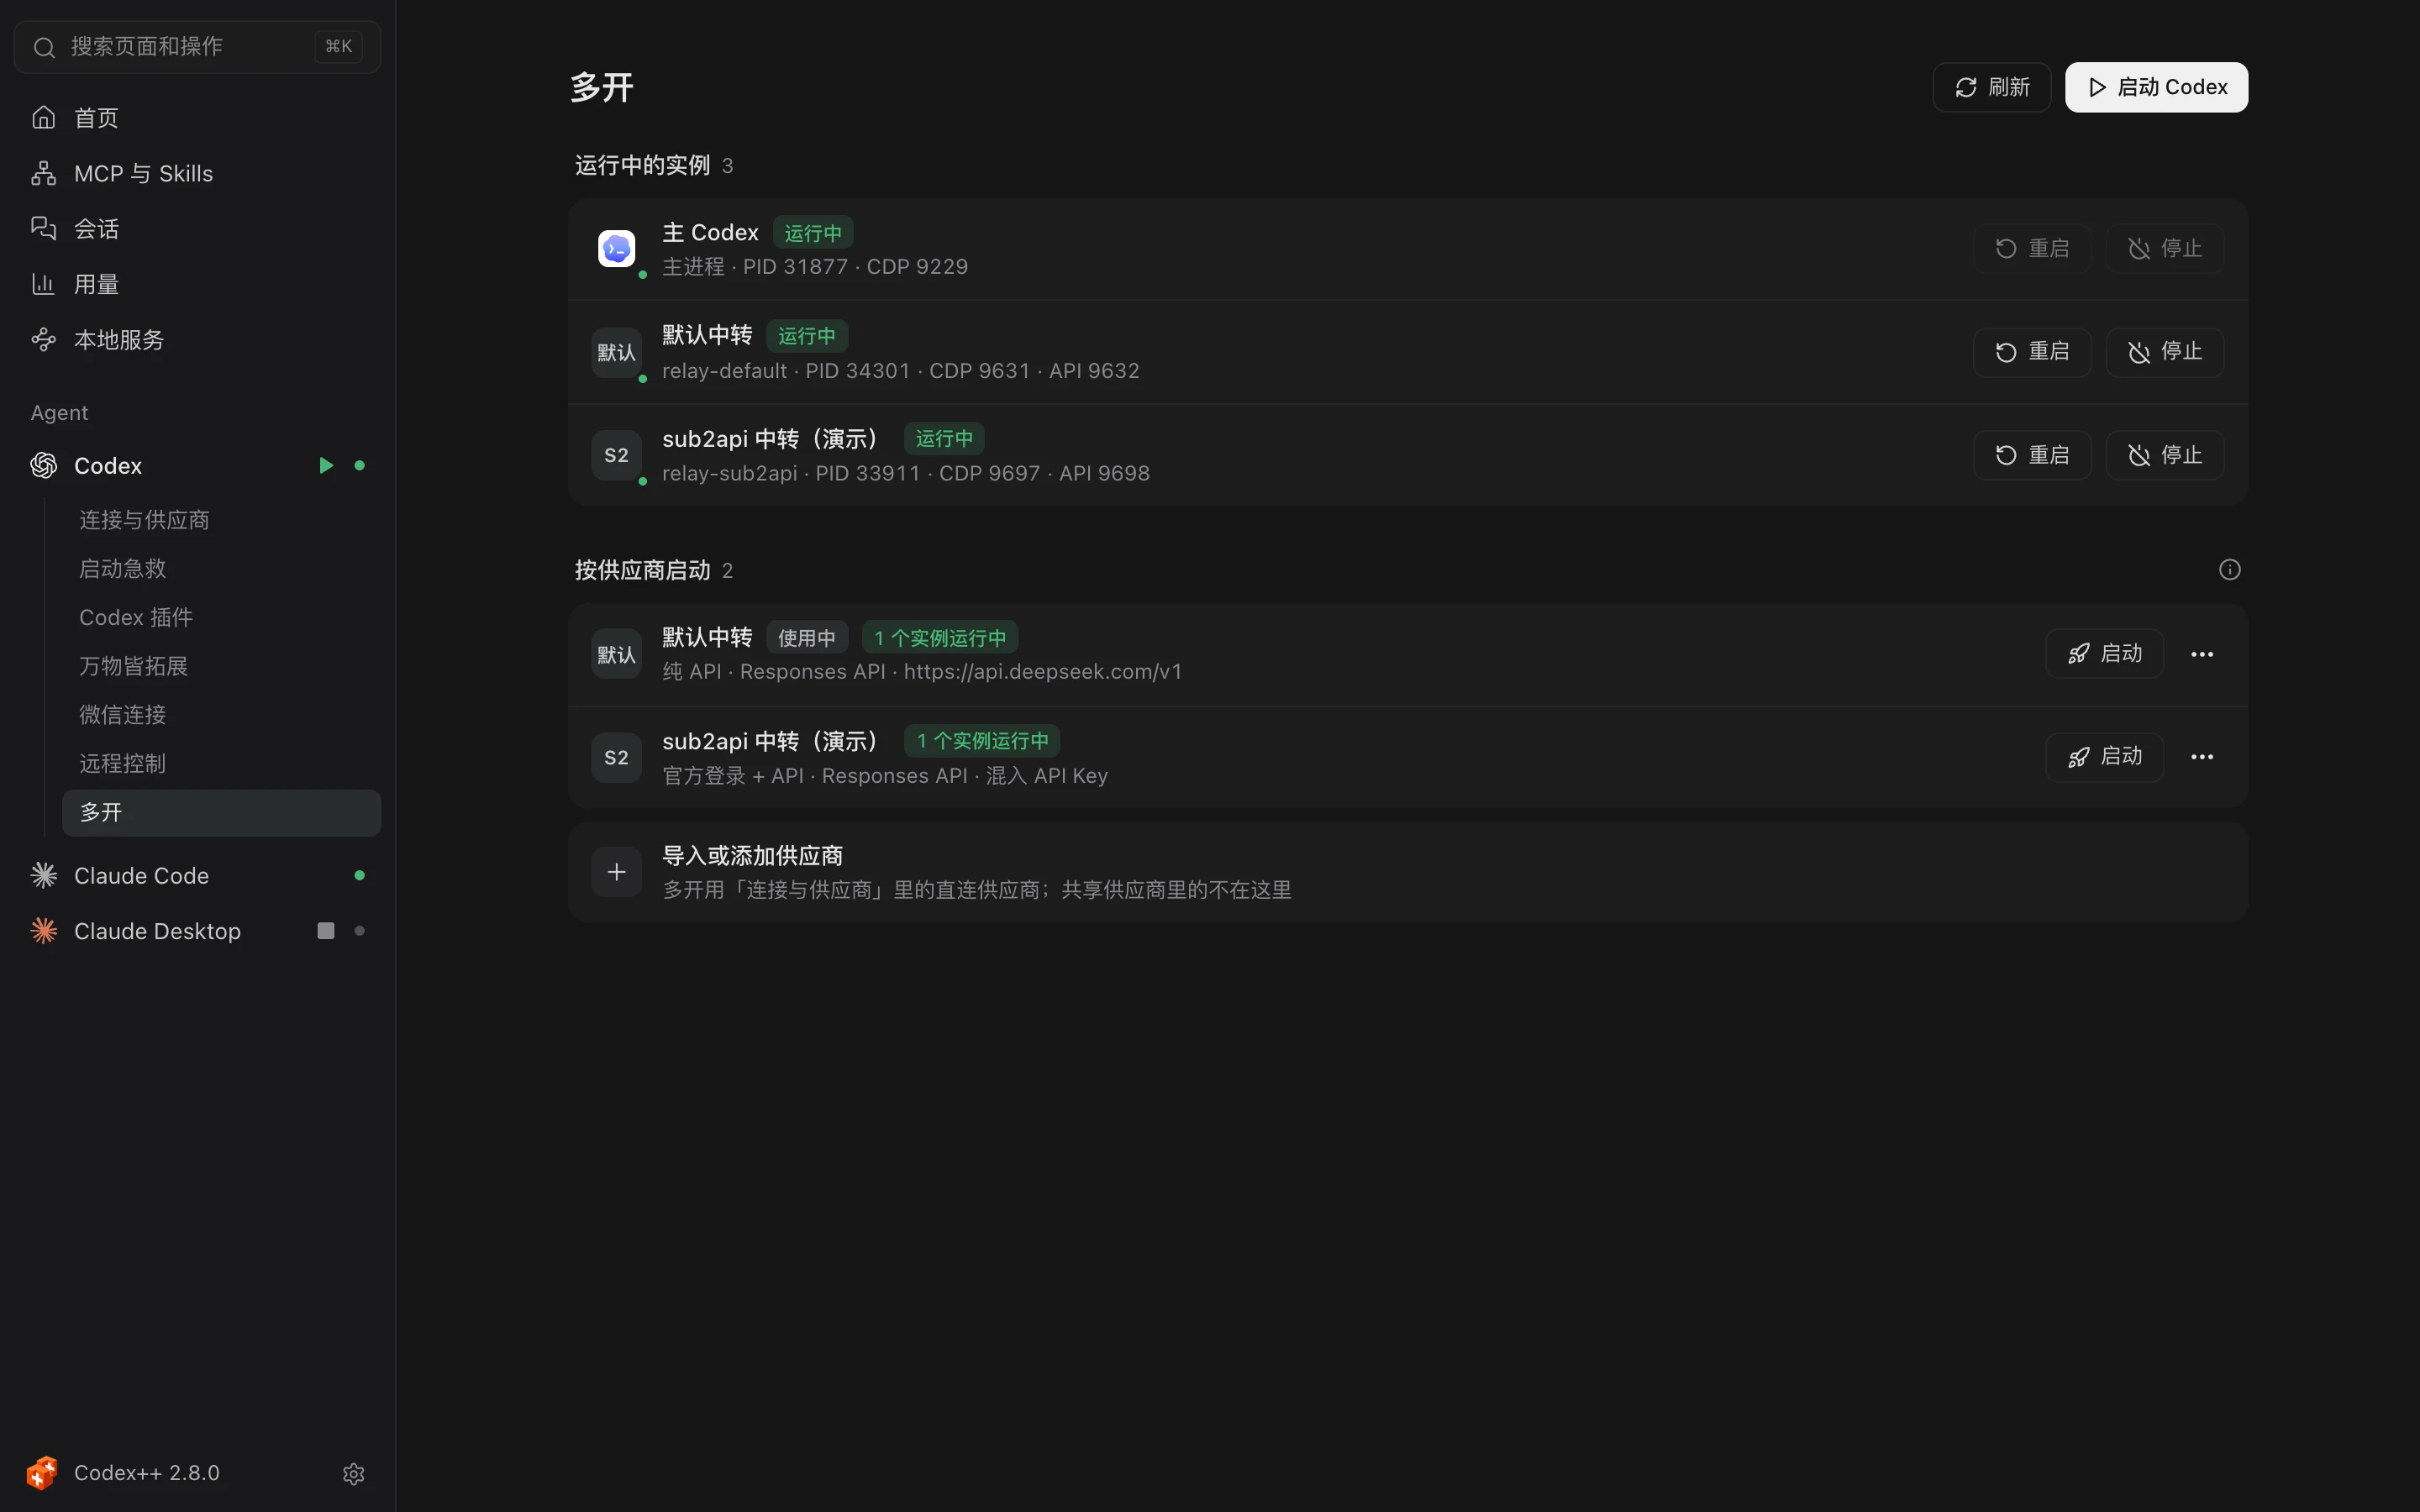 搜索页面和操作 ⌘K
首页
MCP 与 Skills
会话
用量
本地服务
Agent
Codex
连接与供应商
启动急救
Codex 插件
万物皆拓展
微信连接
远程控制
多开
Claude Code
Claude Desktop
Codex++ 2.8.0
多开
刷新
启动 Codex
运行中的实例 3
主 Codex 运行中
主进程 · PID 31877 · CDP 9229
重启 停止
默认
默认中转 运行中
relay-default · PID 34301 · CDP 9631 · API 9632
重启 停止
S2
sub2api 中转（演示） 运行中
relay-sub2api · PID 33911 · CDP 9697 · API 9698
重启 停止
按供应商启动 2
默认
默认中转 使用中 1 个实例运行中
纯 API · Responses API · https://api.deepseek.com/v1
启动
S2
sub2api 中转（演示） 1 个实例运行中
官方登录 + API · Responses API · 混入 API Key
启动
导入或添加供应商
多开用「连接与供应商」里的直连供应商；共享供应商里的不在这里